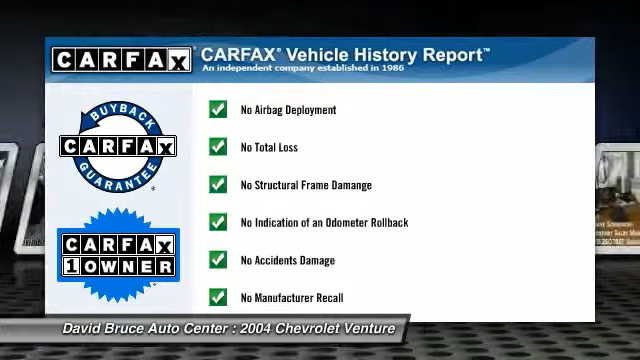 CARFAX
CARFAX® Vehicle History Report™
An independent company established in 1986
BUYBACK
CARFAX
GUARANTEE
CARFAX
1 OWNER
No Airbag Deployment
No Total Loss
No Structural Frame Damange
No Indication of an Odometer Rollback
No Accidents Damage
No Manufacturer Recall
David Bruce Auto Center : 2004 Chevrolet Venture